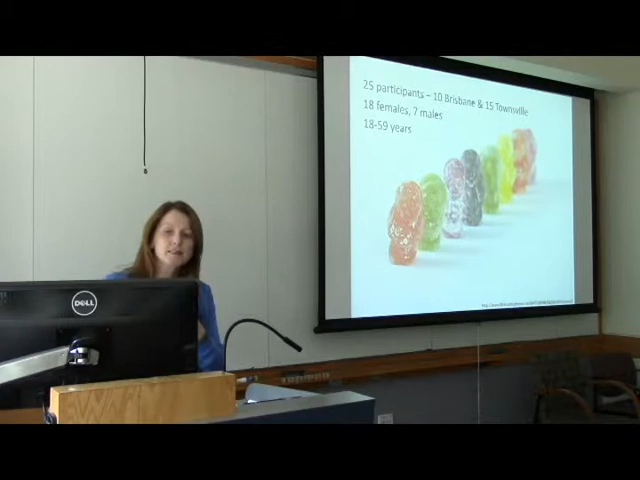 25 participants – 10 Brisbane & 15 Townsville
18 females, 7 males
18-59 years
DELL